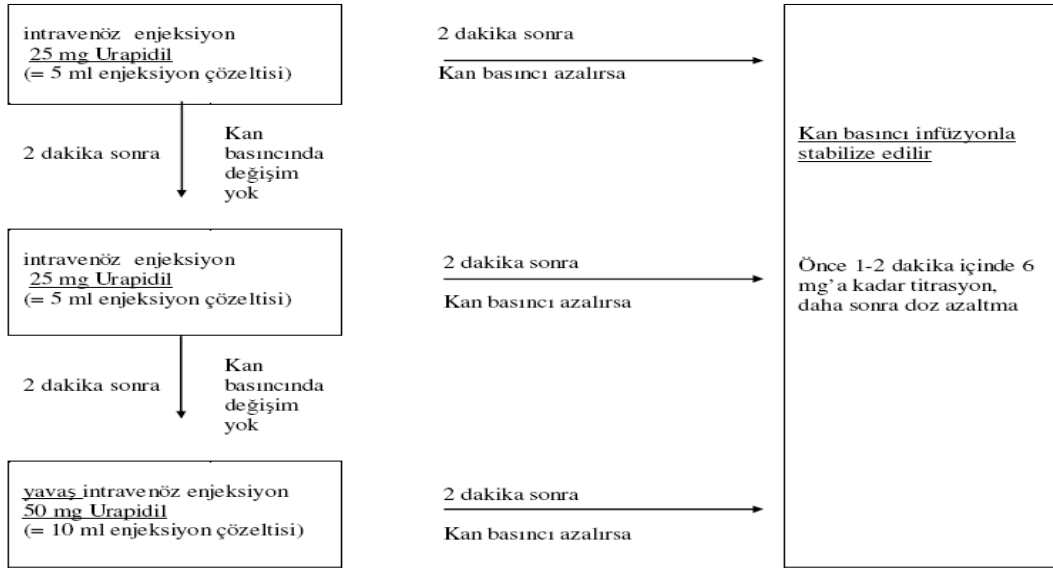 intravenöz enjeksiyon
25 mg Urapidil
(= 5 ml enjeksiyon çözeltisi)
2 dakika sonra
Kan basıncı azalırsa
2 dakika sonra
Kan
basıncında
değişim
yok
Kan basıncı infüzyonla
stabilize edilir
intravenöz enjeksiyon
25 mg Urapidil
(= 5 ml enjeksiyon çözeltisi)
2 dakika sonra
Kan basıncı azalırsa
Önce 1-2 dakika içinde 6
mg’a kadar titrasyon,
daha sonra doz azaltma
2 dakika sonra
Kan
basıncında
değişim
yok
yavaş intravenöz enjeksiyon
50 mg Urapidil
(= 10 ml enjeksiyon çözeltisi)
2 dakika sonra
Kan basıncı azalırsa